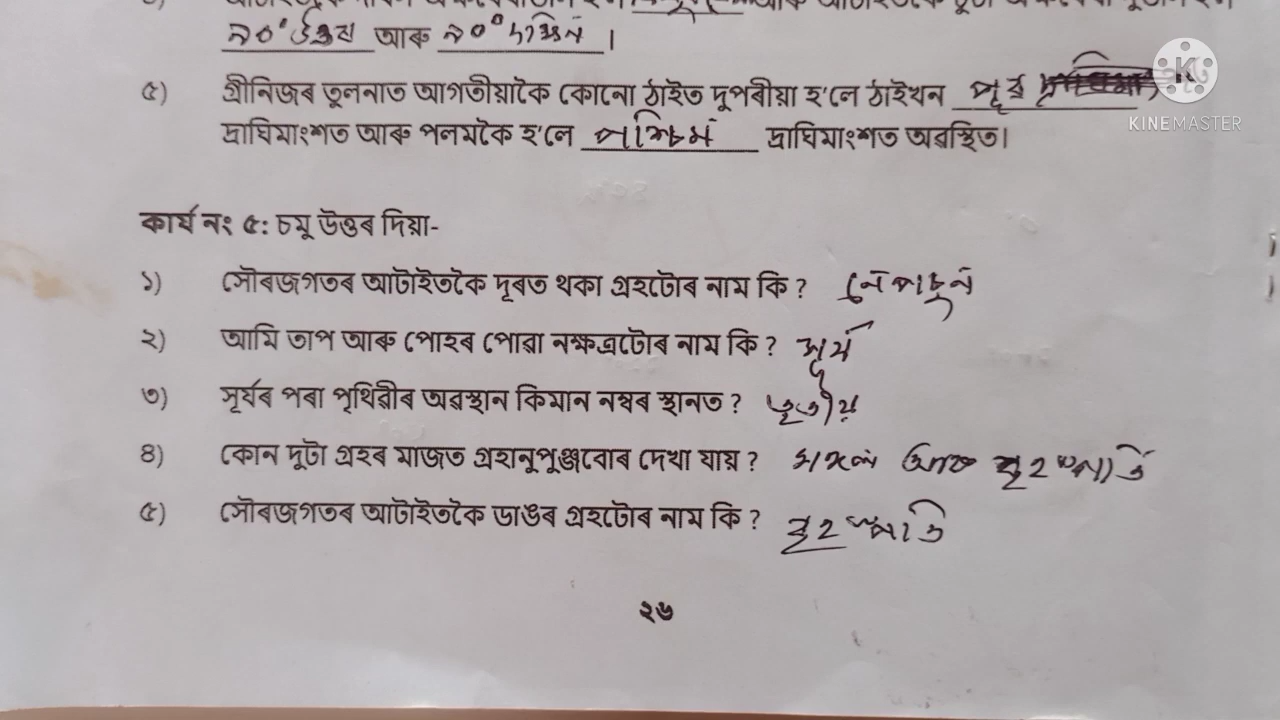 ৯০° উত্তৰ আৰু ৯০° দক্ষিন ।
৫) গ্ৰীনিজৰ তুলনাত আগতীয়াকৈ কোনো ঠাইত দুপৰীয়া হ'লে ঠাইখন পূৱ
দ্ৰাঘিমাংশত আৰু পলমকৈ হ'লে পশ্চিম দ্ৰাঘিমাংশত অৱস্থিত।
K
KINEMASTER
কাৰ্য নং ৫: চমু উত্তৰ দিয়া-
১) সৌৰজগতৰ আটাইতকৈ দূৰত থকা গ্ৰহটোৰ নাম কি ? নেপচুন
২) আমি তাপ আৰু পোহৰ পোৱা নক্ষত্ৰটোৰ নাম কি ? সূৰ্য
৩) সূৰ্যৰ পৰা পৃথিৱীৰ অৱস্থান কিমান নম্বৰ স্থানত ? তৃতীয়
৪) কোন দুটা গ্ৰহৰ মাজত গ্ৰহানুপুঞ্জবোৰ দেখা যায় ? মঙ্গল আৰু বৃহস্পতি
৫) সৌৰজগতৰ আটাইতকৈ ডাঙৰ গ্ৰহটোৰ নাম কি ? বৃহস্পতি
২৬